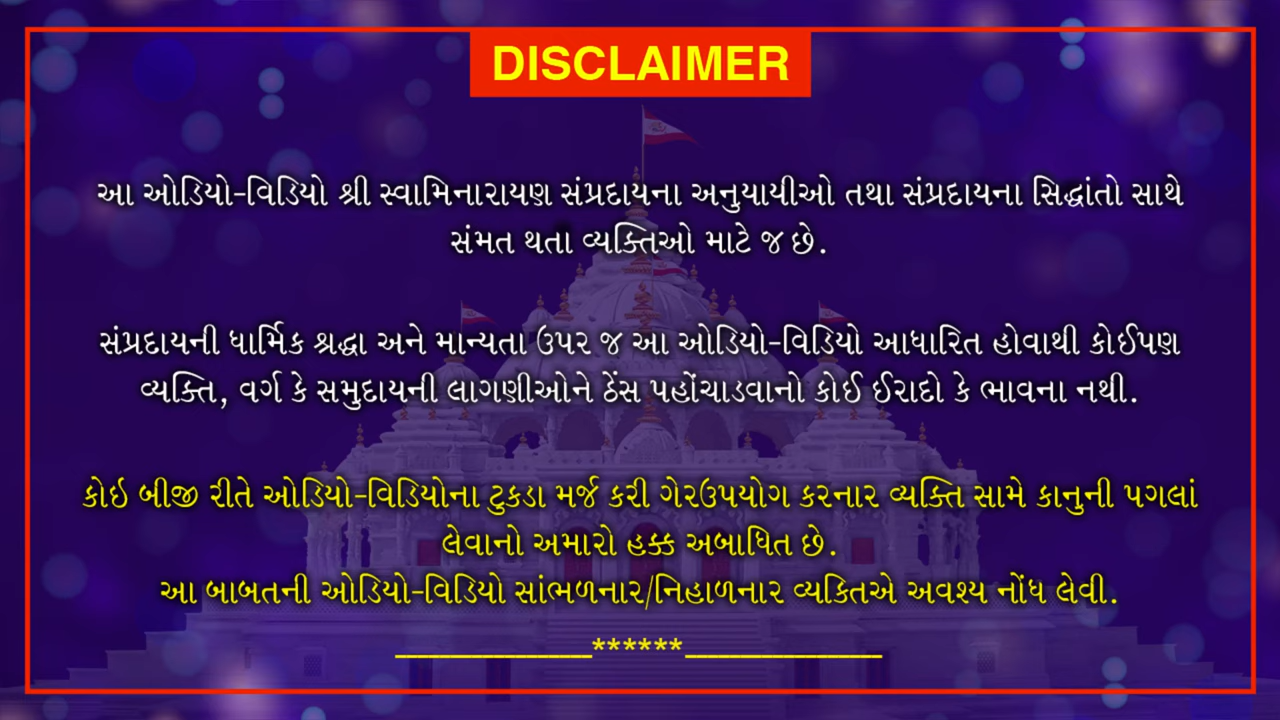 DISCLAIMER
આ ઓડિયો-વિડિયો શ્રી સ્વામિનારાયણ સંપ્રદાયના અનુયાયીઓ તથા સંપ્રદાયના સિદ્ધાંતો સાથે
સંમત થતા વ્યક્તિઓ માટે જ છે.
સંપ્રદાયની ધાર્મિક શ્રદ્ધા અને માન્યતા ઉપર જ આ ઓડિયો-વિડિયો આધારિત હોવાથી કોઈપણ
વ્યક્તિ, વર્ગ કે સમુદાયની લાગણીઓને ઠેંસ પહોંચાડવાનો કોઈ ઈરાદો કે ભાવના નથી.
કોઇ બીજી રીતે ઓડિયો-વિડિયોના ટુકડા મર્જ કરી ગેરઉપયોગ કરનાર વ્યક્તિ સામે કાનુની પગલાં
લેવાનો અમારો હક્ક અબાધિત છે.
આ બાબતની ઓડિયો-વિડિયો સાંભળનાર/નિહાળનાર વ્યકિતએ અવશ્ય નોંધ લેવી.
______________******______________